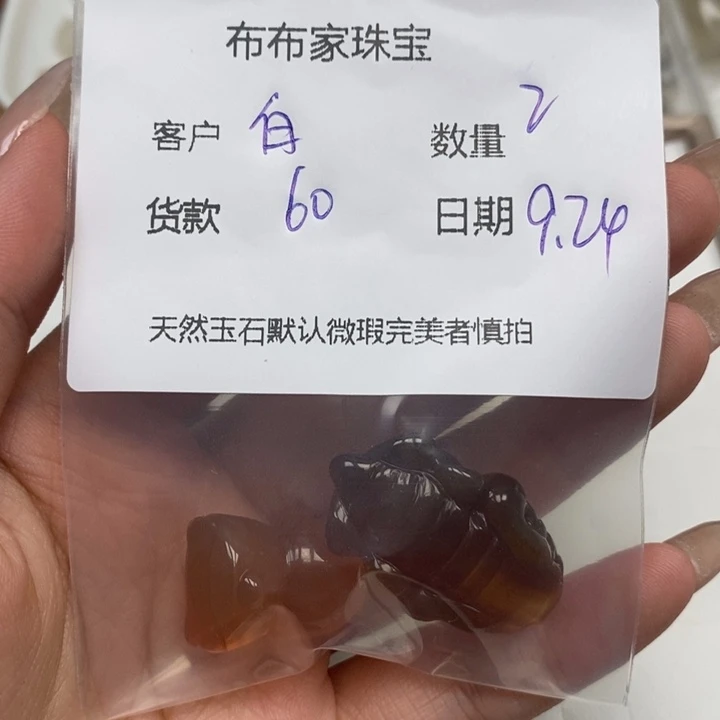 布布家珠宝
客户 白 数量 2
货款 60 日期 9.24
天然玉石默认微瑕完美者慎拍